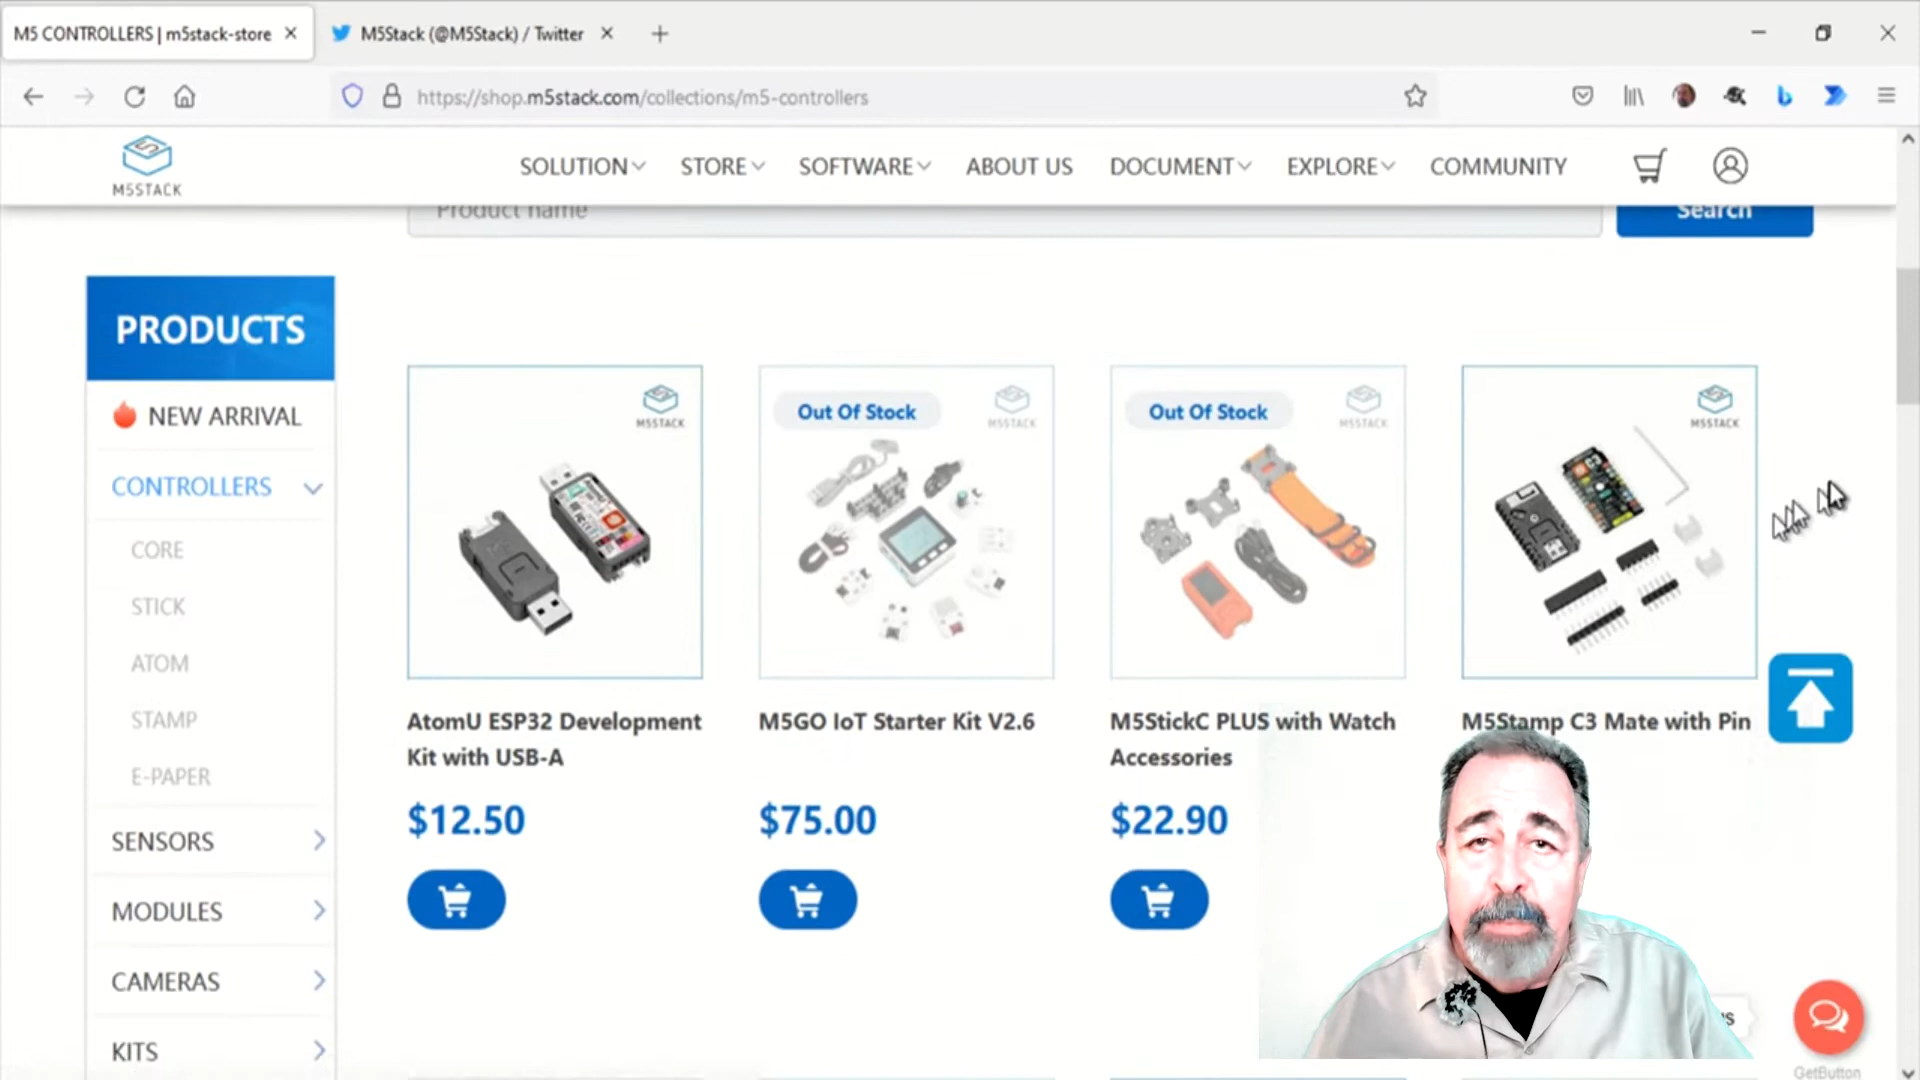 M5 CONTROLLERS | m5stack-store
M5Stack (@M5Stack) / Twitter
https://shop.m5stack.com/collections/m5-controllers
M5STACK
SOLUTION
STORE
SOFTWARE
ABOUT US
DOCUMENT
EXPLORE
COMMUNITY
Product name
Search
PRODUCTS
NEW ARRIVAL
CONTROLLERS
CORE
STICK
ATOM
STAMP
E-PAPER
SENSORS
MODULES
CAMERAS
KITS
M5STACK
AtomU ESP32 Development
Kit with USB-A
$12.50
Out Of Stock
M5STACK
M5GO IoT Starter Kit V2.6
$75.00
Out Of Stock
M5STACK
M5StickC PLUS with Watch
Accessories
$22.90
M5STACK
M5Stamp C3 Mate with Pin
GetButton